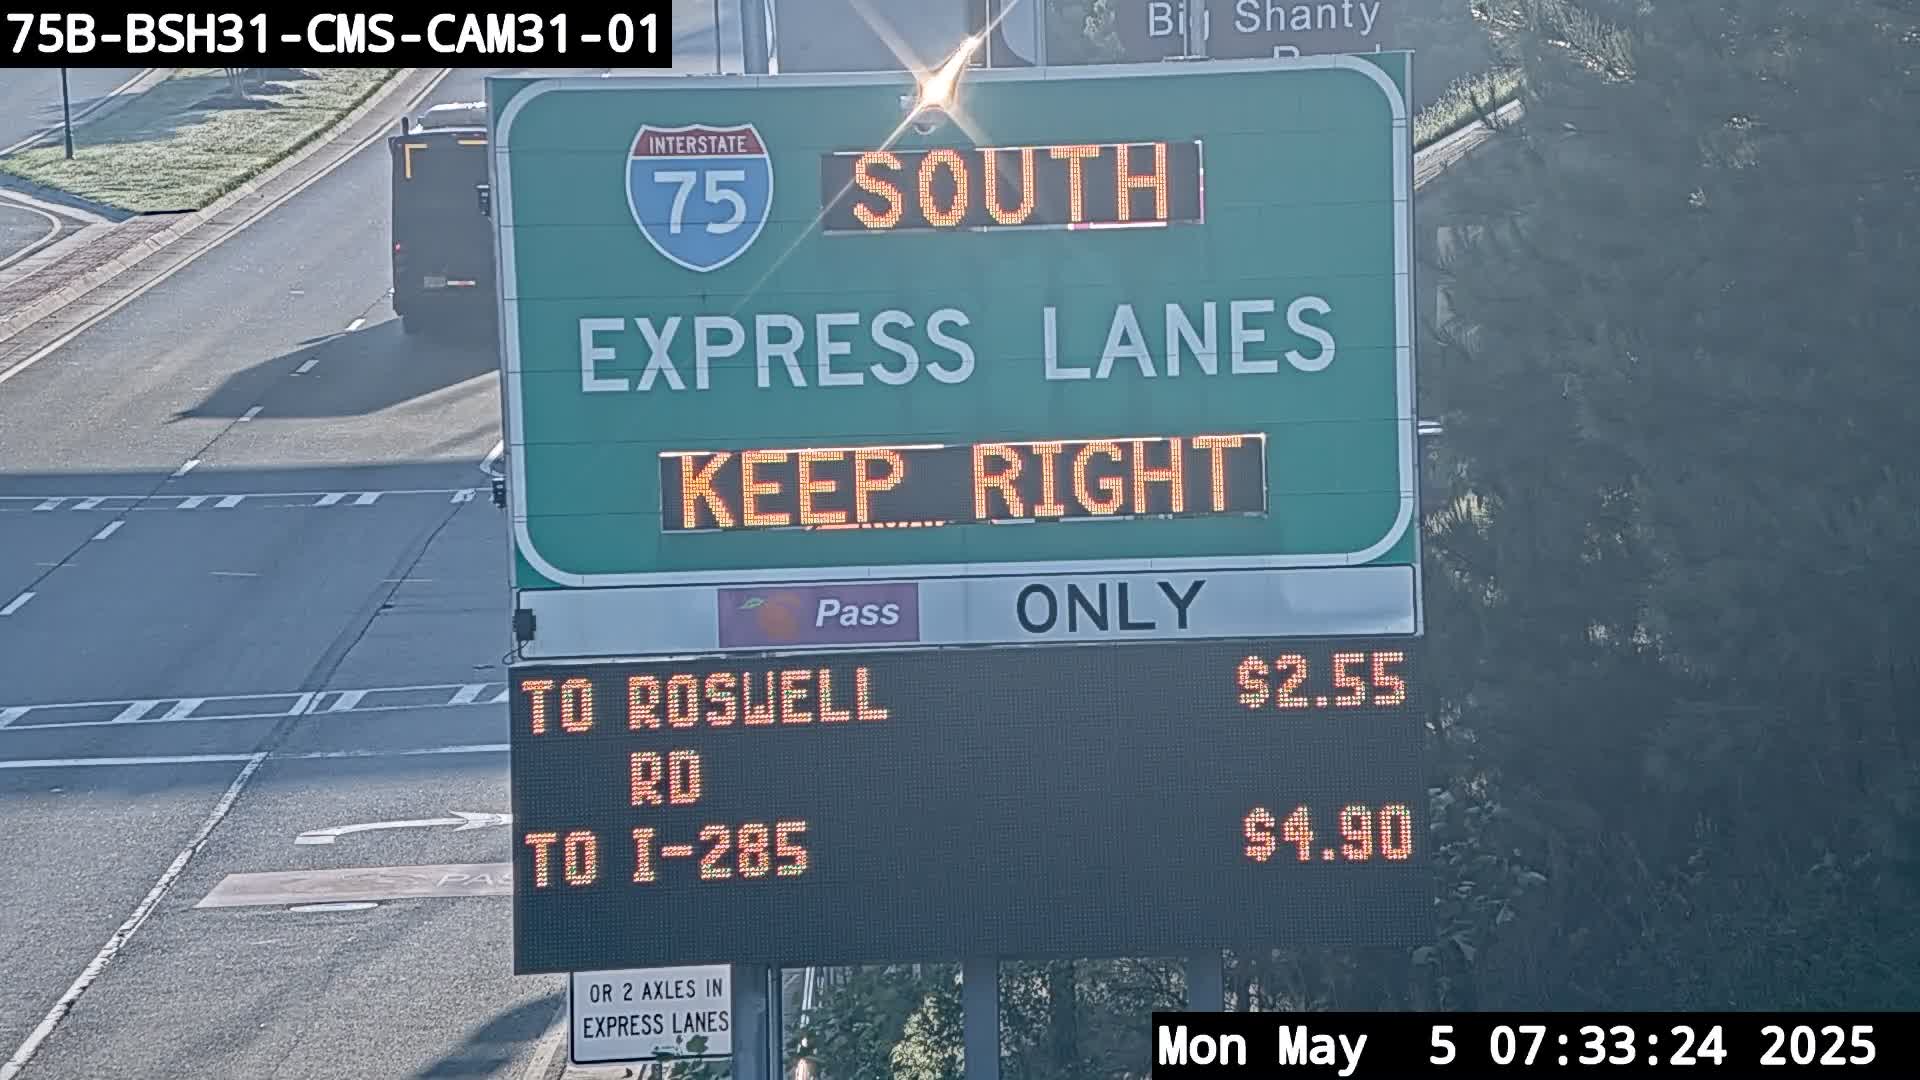 75B-BSH31-CMS-CAM31-01
Big Shanty
INTERSTATE
75
SOUTH
EXPRESS LANES
KEEP RIGHT
Pass ONLY
TO ROSWELL $2.55
RD
TO I-285 $4.90
OR 2 AXLES IN
EXPRESS LANES
Mon May 5 07:33:24 2025